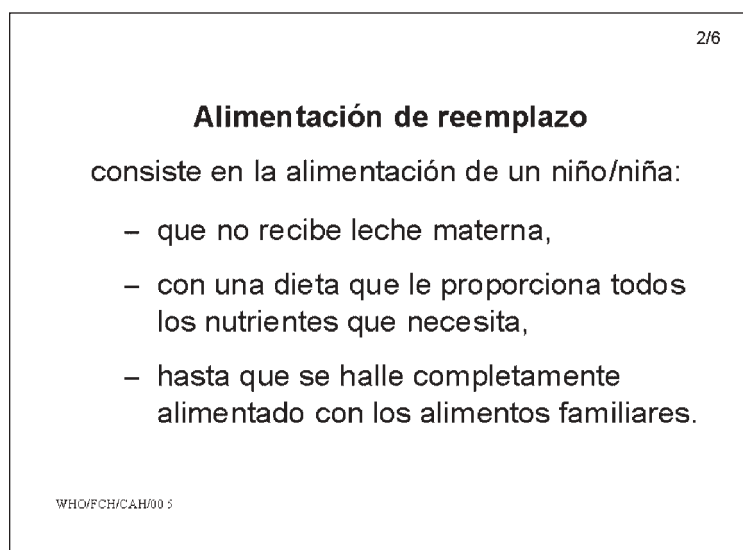 2/6
Alimentación de reemplazo
consiste en la alimentación de un niño/niña:
– que no recibe leche materna,
– con una dieta que le proporciona todos
los nutrientes que necesita,
– hasta que se halle completamente
alimentado con los alimentos familiares.
WHO/FCH/CAH/00 5